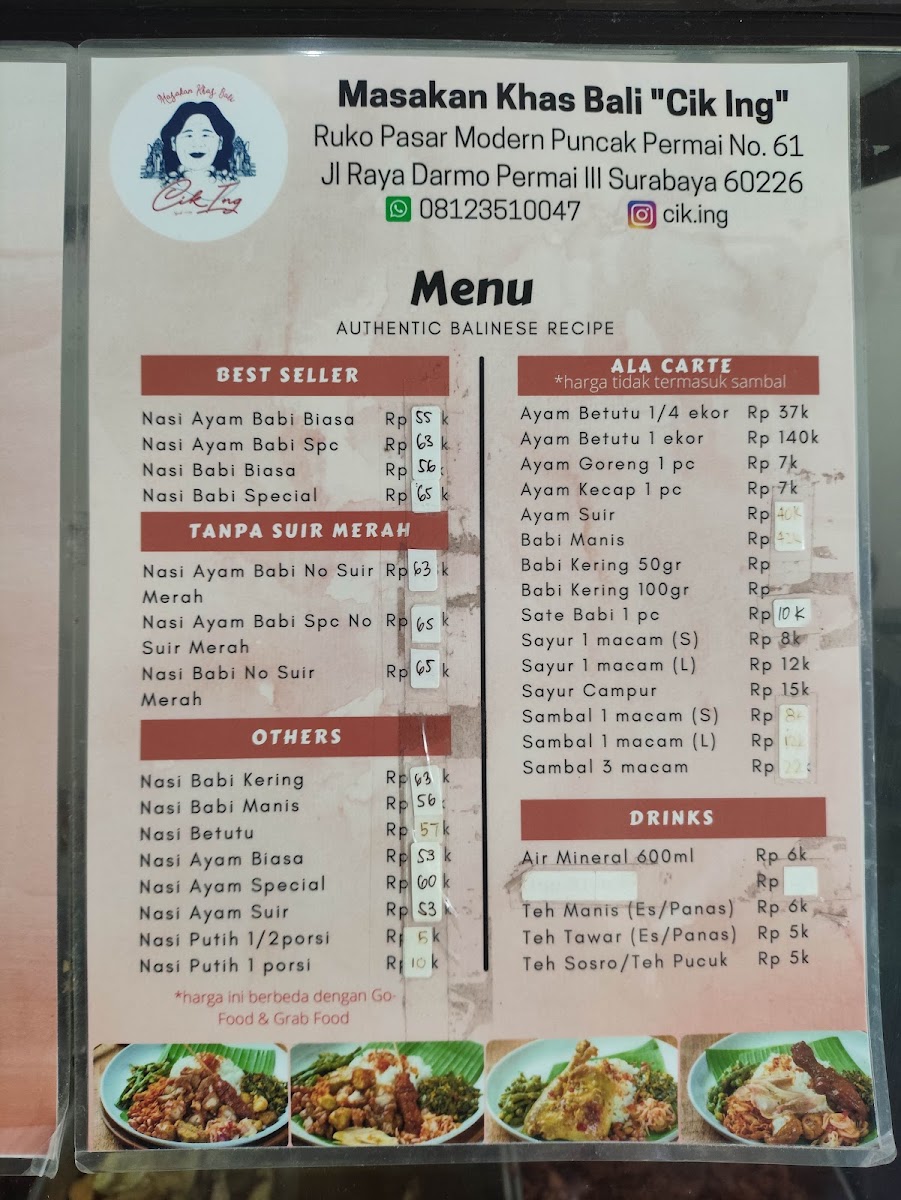 Masakan Khas Bali
Cik Ing
Masakan Khas Bali "Cik Ing"
Ruko Pasar Modern Puncak Permai No. 61
Jl Raya Darmo Permai III Surabaya 60226
08123510047 cik.ing
Menu
AUTHENTIC BALINESE RECIPE
BEST SELLER
Nasi Ayam Babi Biasa Rp 55 k
Nasi Ayam Babi Spc Rp 63 k
Nasi Babi Biasa Rp 56
Nasi Babi Special Rp 65 k
TANPA SUIR MERAH
Nasi Ayam Babi No Suir Rp 63 k
Merah
Nasi Ayam Babi Spc No Rp 65 k
Suir Merah
Nasi Babi No Suir Rp 65 k
Merah
OTHERS
Nasi Babi Kering Rp 63 k
Nasi Babi Manis Rp 56
Nasi Betutu Rp 57 k
Nasi Ayam Biasa Rp 53 k
Nasi Ayam Special Rp 60 k
Nasi Ayam Suir Rp 53 k
Nasi Putih 1/2porsi Rp 5 k
Nasi Putih 1 porsi Rp 10 k
*harga ini berbeda dengan Go-
Food & Grab Food
ALA CARTE
*harga tidak termasuk sambal
Ayam Betutu 1/4 ekor Rp 37k
Ayam Betutu 1 ekor Rp 140k
Ayam Goreng 1 pc Rp 7k
Ayam Kecap 1 pc Rp 7k
Ayam Suir Rp 40K
Babi Manis Rp
Babi Kering 50gr Rp
Babi Kering 100gr Rp
Sate Babi 1 pc Rp 10K
Sayur 1 macam (S) Rp 8k
Sayur 1 macam (L) Rp 12k
Sayur Campur Rp 15k
Sambal 1 macam (S) Rp 8k
Sambal 1 macam (L) Rp
Sambal 3 macam Rp 22
DRINKS
Air Mineral 600ml Rp 6k
Rp
Teh Manis (Es/Panas) Rp 6k
Teh Tawar (Es/Panas) Rp 5k
Teh Sosro/Teh Pucuk Rp 5k